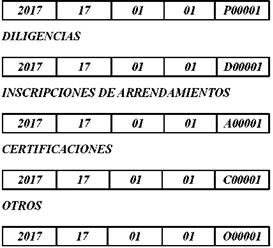 2017 17 01 01 P00001
DILIGENCIAS
2017 17 01 01 D00001
INSCRIPCIONES DE ARRENDAMIENTOS
2017 17 01 01 A00001
CERTIFICACIONES
2017 17 01 01 C00001
OTROS
2017 17 01 01 O00001